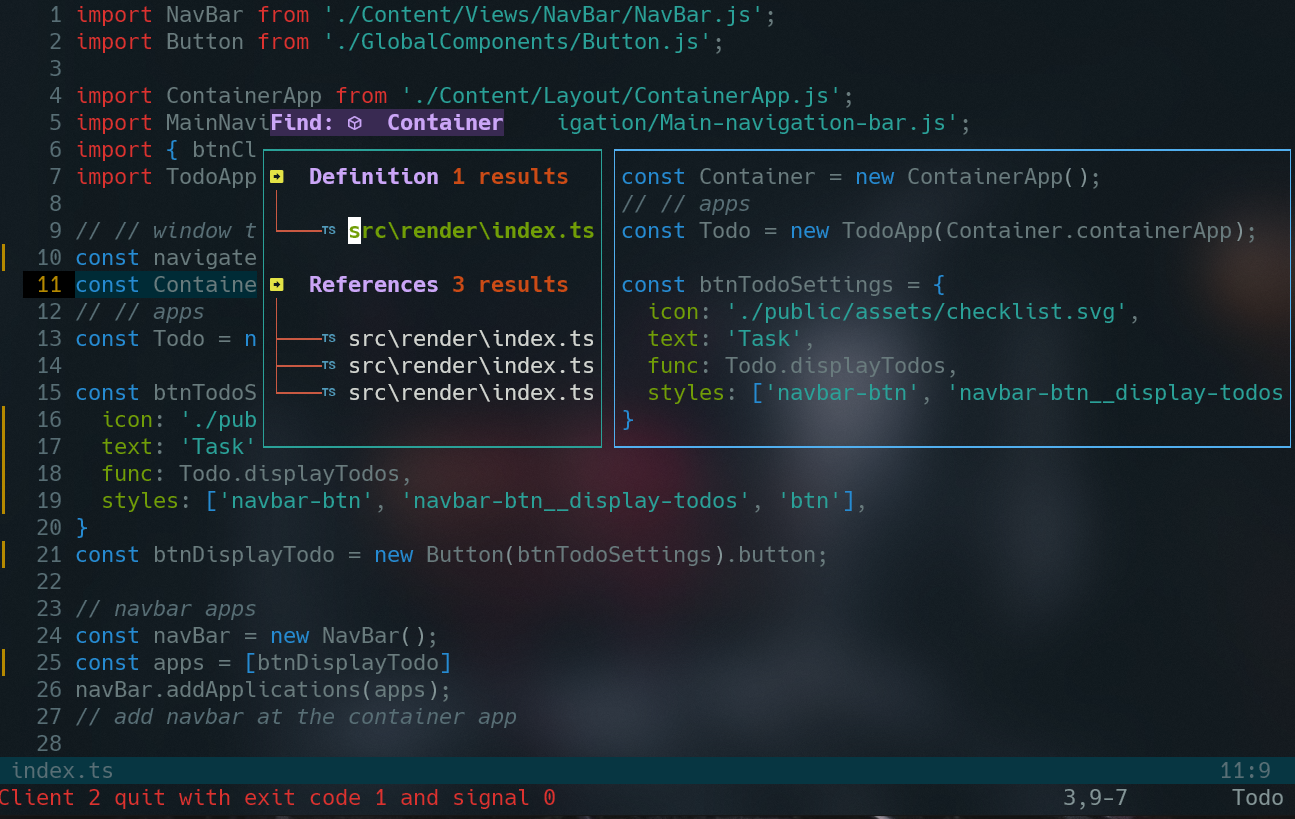 1 import NavBar from './Content/Views/NavBar/NavBar.js';
2 import Button from './GlobalComponents/Button.js';
3
4 import ContainerApp from './Content/Layout/ContainerApp.js';
5 import MainNavi Find: Container igation/Main-navigation-bar.js';
6 import { btnCl
7 import TodoApp
8
9 // // window t
10 const navigate
11 const Containe
12 // // apps
13 const Todo = n
14
15 const btnTodoS
16 icon: './pub
17 text: 'Task'
Definition 1 results
TS src\render\index.ts
References 3 results
TS src\render\index.ts
TS src\render\index.ts
TS src\render\index.ts
const Container = new ContainerApp();
// // apps
const Todo = new TodoApp(Container.containerApp);
const btnTodoSettings = {
icon: './public/assets/checklist.svg',
text: 'Task',
func: Todo.displayTodos,
styles: ['navbar-btn', 'navbar-btn__display-todos
}
18 func: Todo.displayTodos,
19 styles: ['navbar-btn', 'navbar-btn__display-todos', 'btn'],
20 }
21 const btnDisplayTodo = new Button(btnTodoSettings).button;
22
23 // navbar apps
24 const navBar = new NavBar();
25 const apps = [btnDisplayTodo]
26 navBar.addApplications(apps);
27 // add navbar at the container app
28
index.ts 11:9
Client 2 quit with exit code 1 and signal 0 3,9-7 Todo